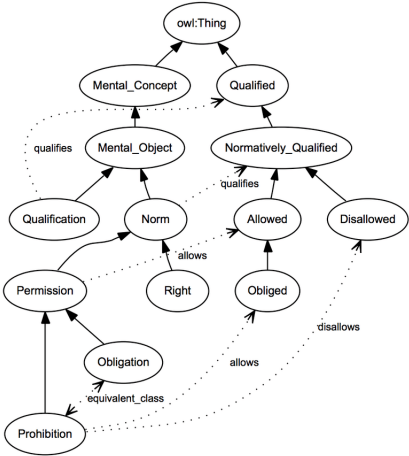 owl:Thing
Mental_Concept
Qualified
qualifies
Mental_Object
Normatively_Qualified
qualifies
Qualification
Norm
Allowed
Disallowed
allows
Permission
Right
Obliged
disallows
Obligation
allows
equivalent_class
Prohibition